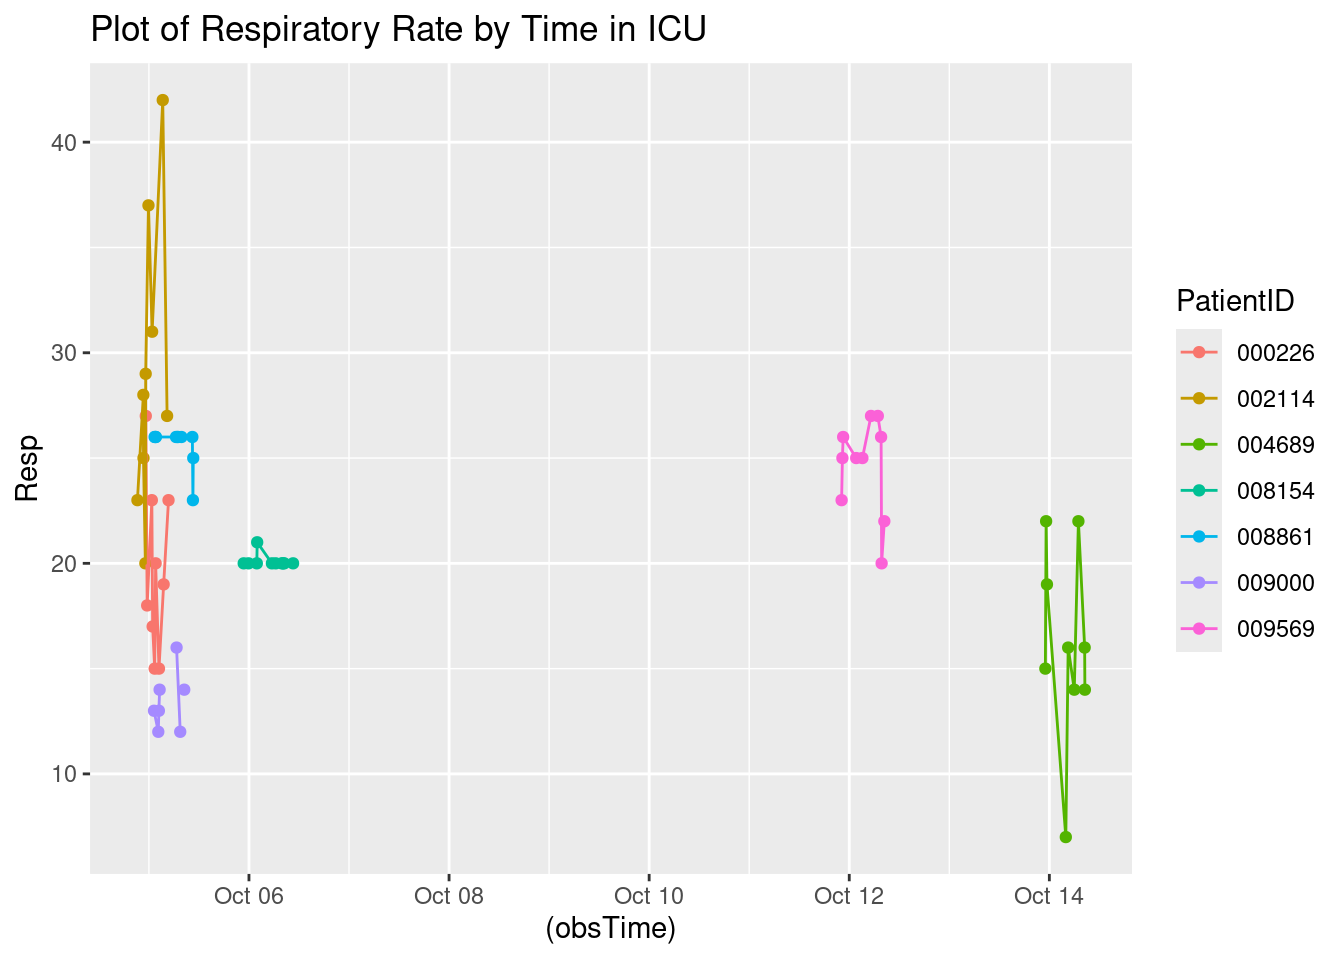 Plot of Respiratory Rate by Time in ICU
40
30
20
10
Resp
Oct 06 Oct 08 Oct 10 Oct 12 Oct 14
(obsTime)
PatientID
000226
002114
004689
008154
008861
009000
009569